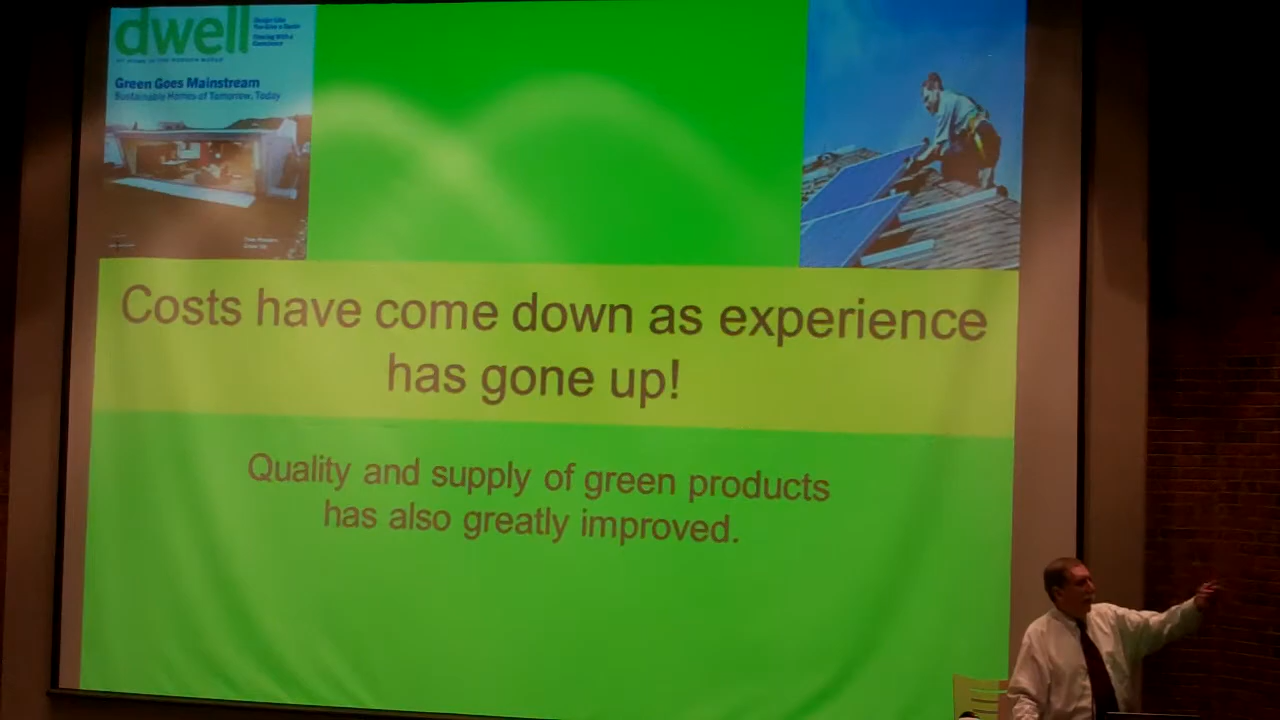 dwell
Green Goes Mainstream
Sustainable Homes of Tomorrow, Today
Costs have come down as experience
has gone up!
Quality and supply of green products
has also greatly improved.